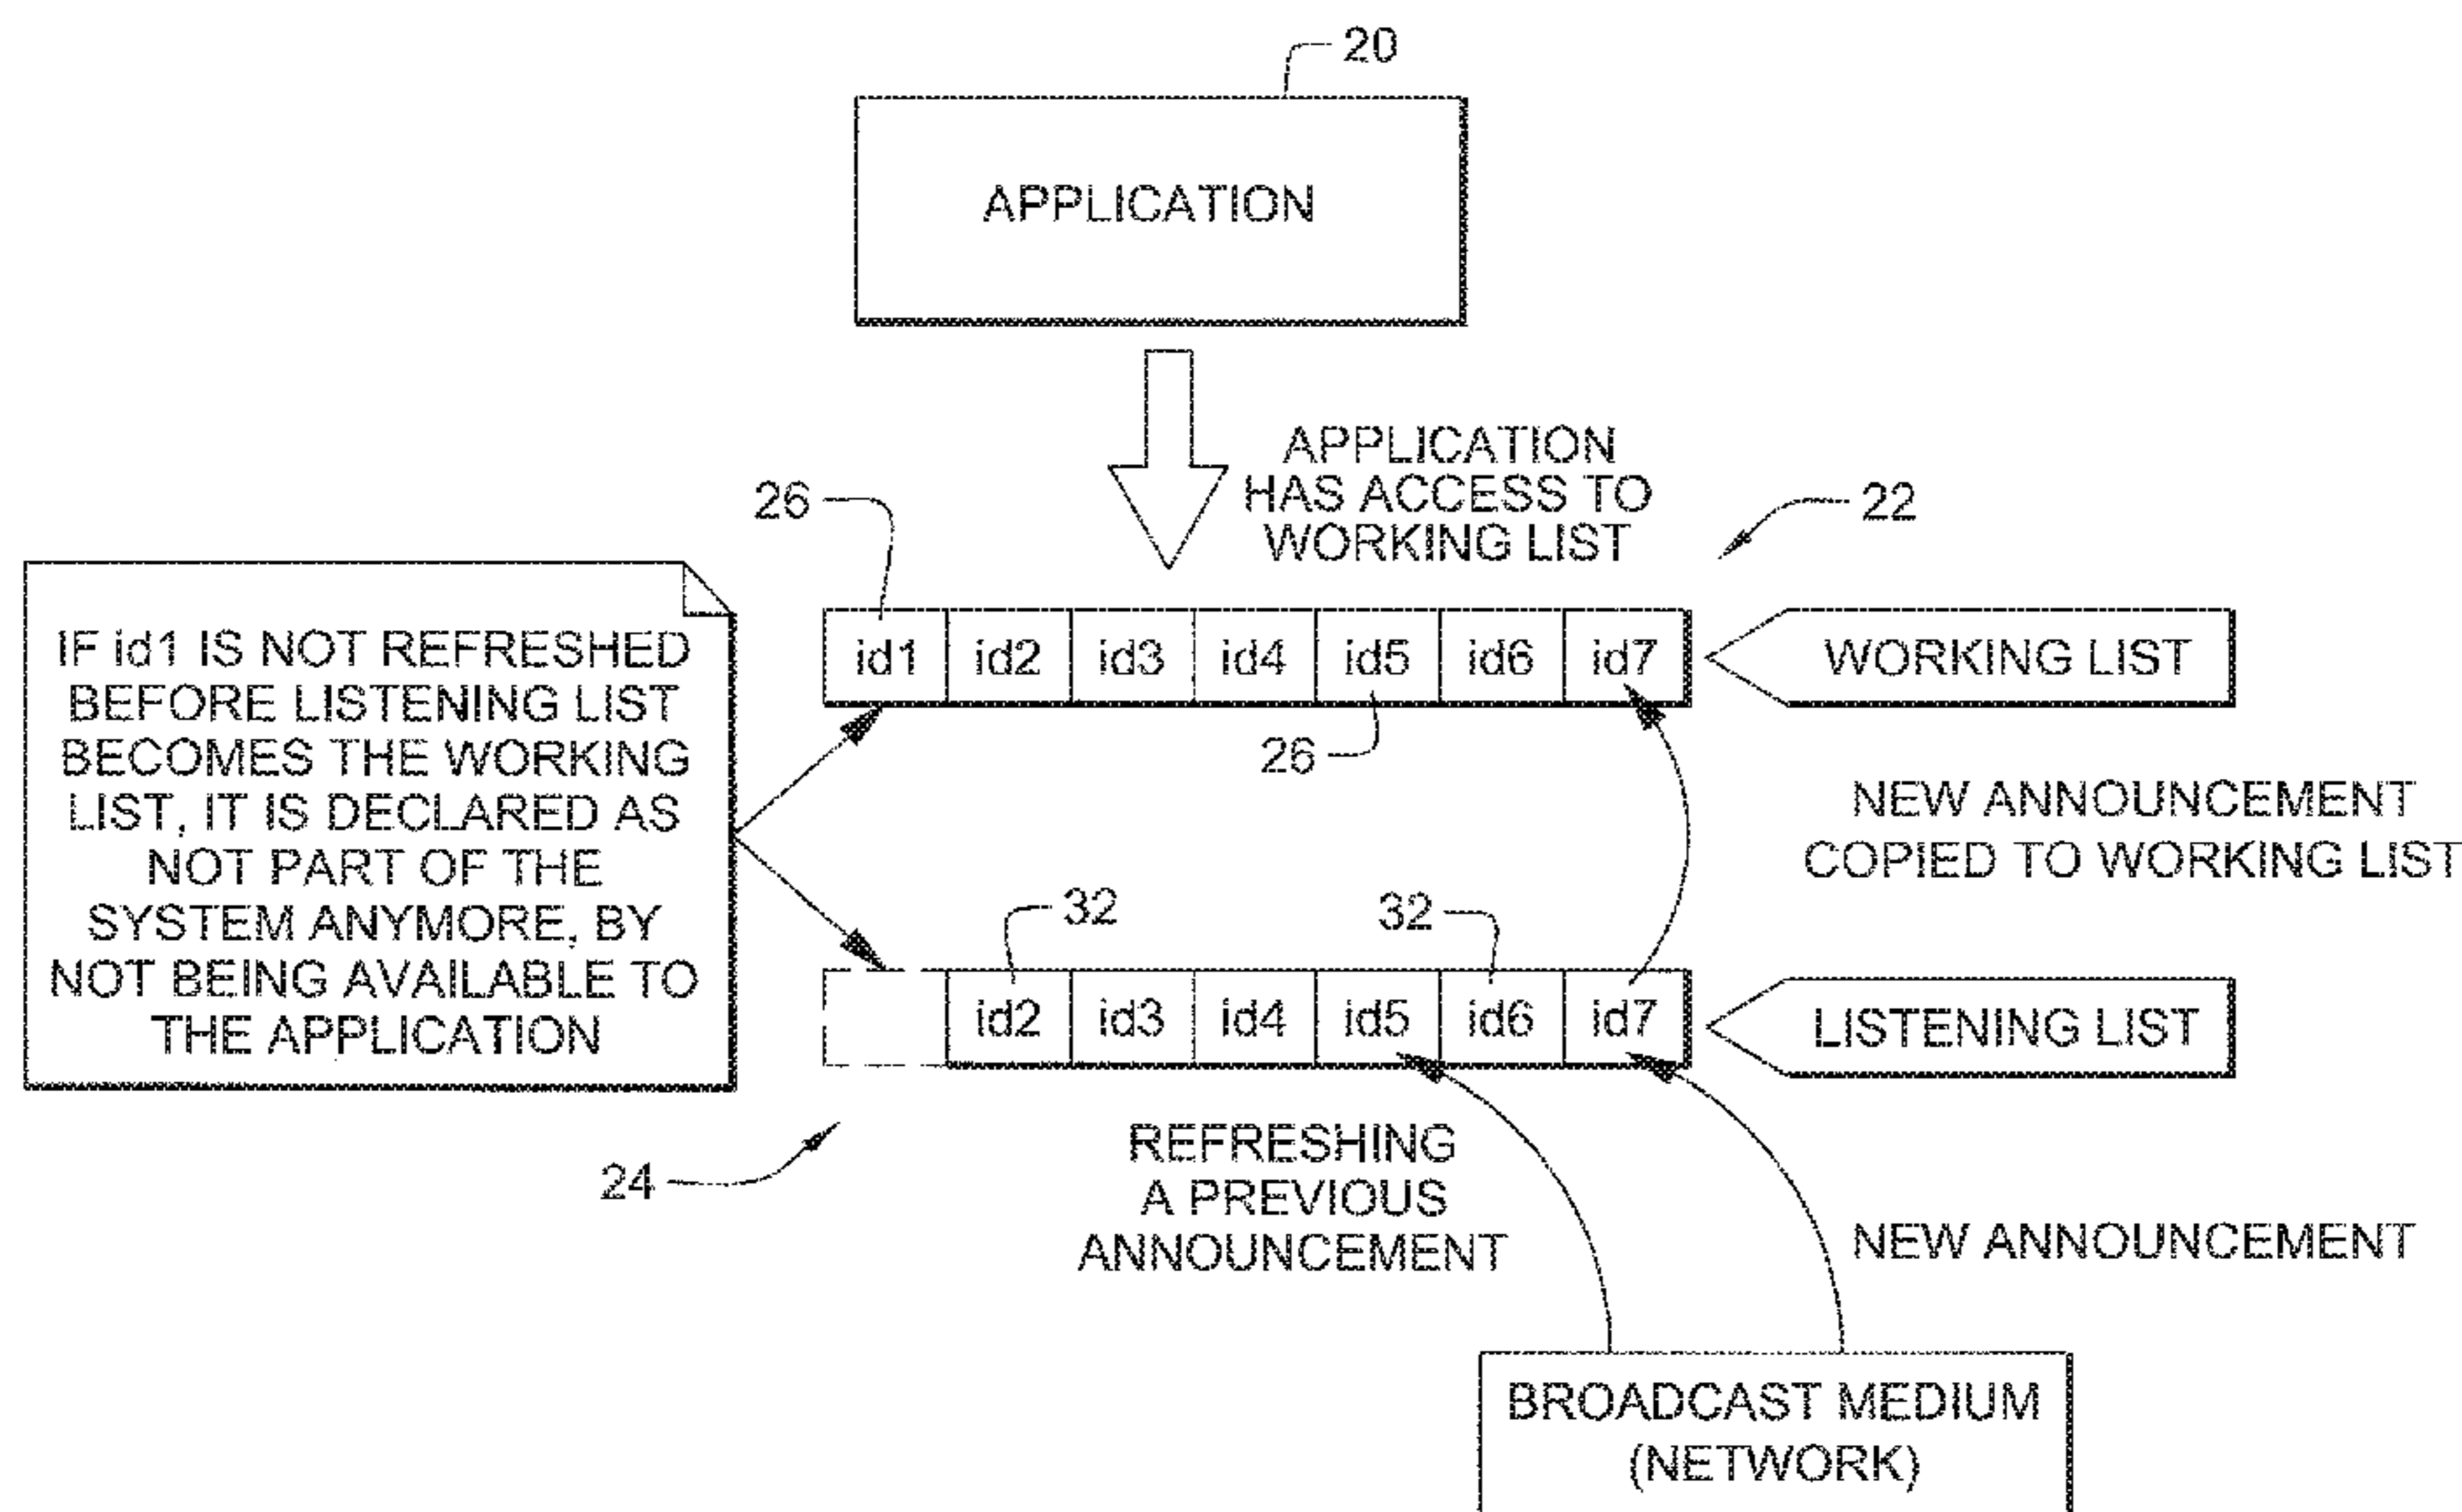 20
APPLICATION
APPLICATION
HAS ACCESS TO
WORKING LIST
26
22
IF id1 IS NOT REFRESHED
BEFORE LISTENING LIST
BECOMES THE WORKING
LIST, IT IS DECLARED AS
NOT PART OF THE
SYSTEM ANYMORE, BY
NOT BEING AVAILABLE TO
THE APPLICATION
id1 id2 id3 id4 id5 id6 id7
WORKING LIST
26
NEW ANNOUNCEMENT
COPIED TO WORKING LIST
32
32
id2 id3 id4 id5 id6 id7
LISTENING LIST
24
REFRESHING
A PREVIOUS
ANNOUNCEMENT
NEW ANNOUNCEMENT
BROADCAST MEDIUM
(NETWORK)